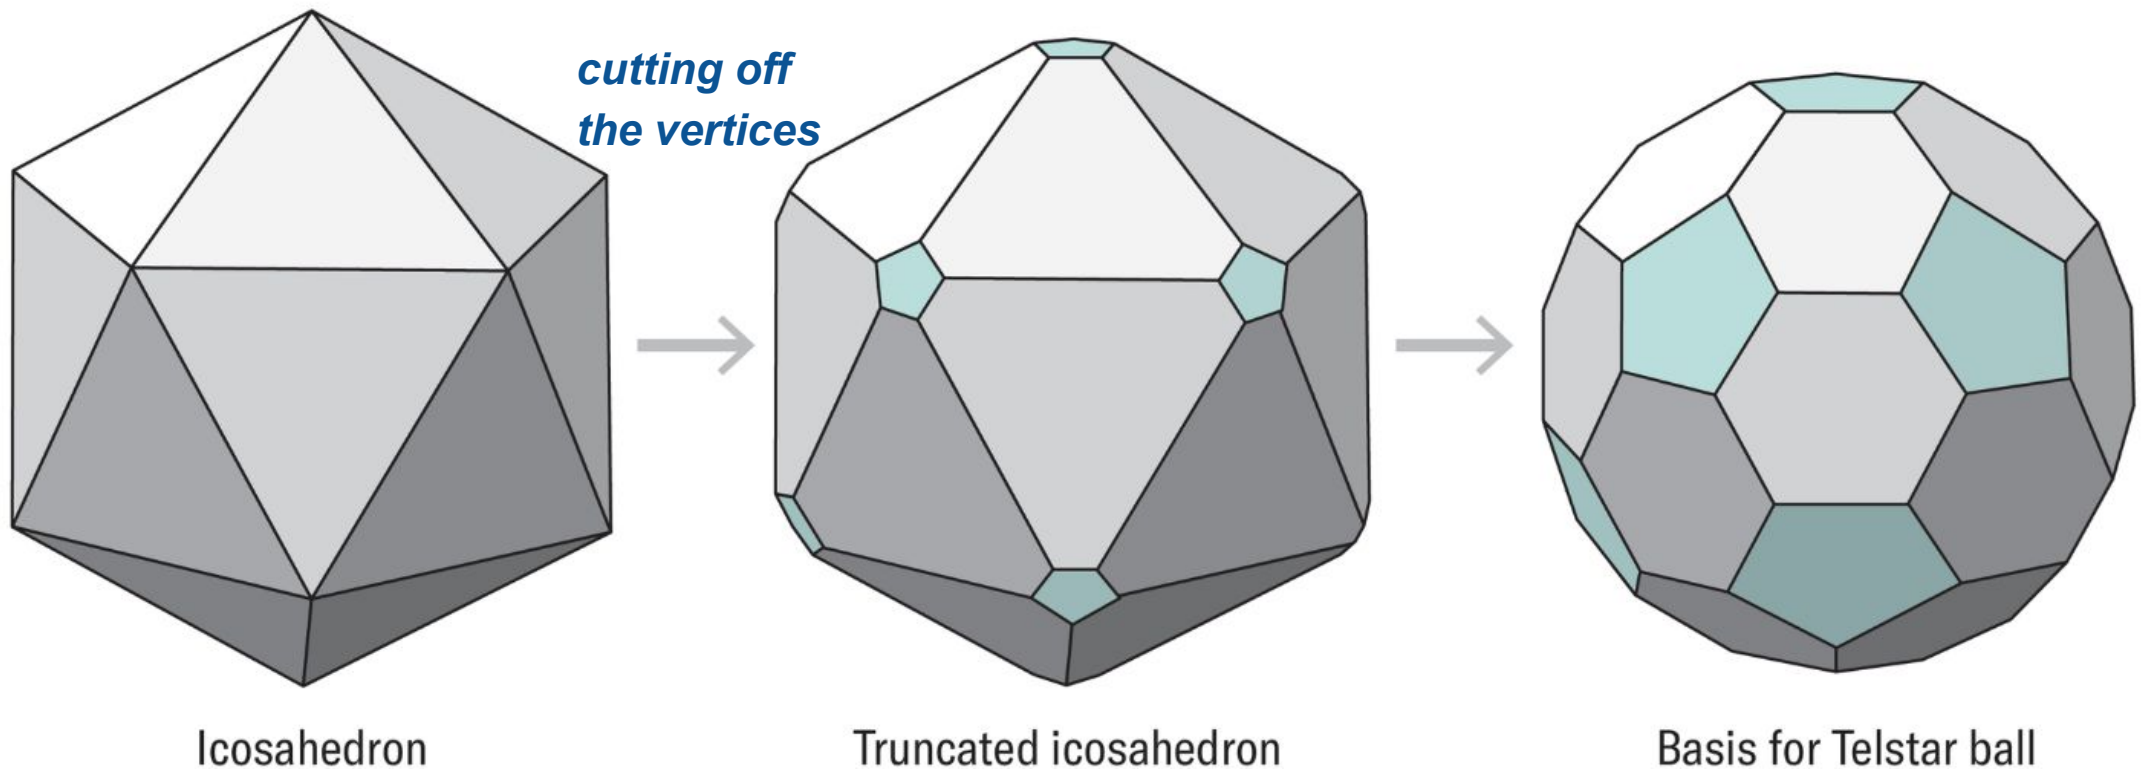 cutting off
the vertices
Icosahedron
Truncated icosahedron
Basis for Telstar ball